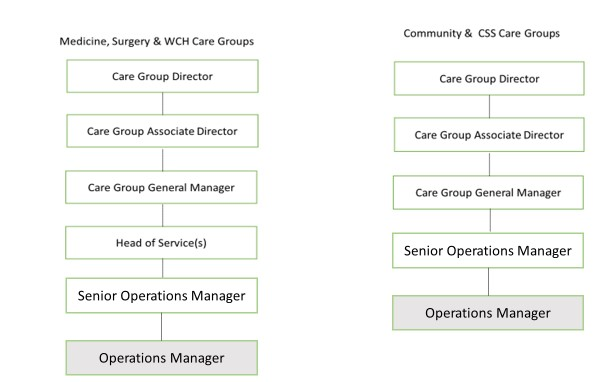 Medicine, Surgery & WCH Care Groups
Care Group Director
Care Group Associate Director
Care Group General Manager
Head of Service(s)
Senior Operations Manager
Operations Manager
Community & CSS Care Groups
Care Group Director
Care Group Associate Director
Care Group General Manager
Senior Operations Manager
Operations Manager